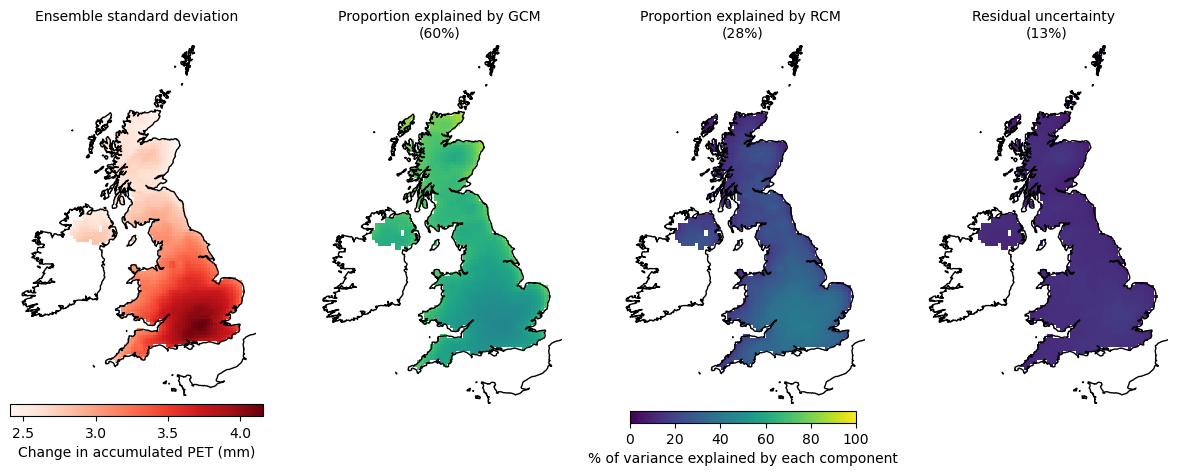 Ensemble standard deviation
Proportion explained by GCM
(60%)
Proportion explained by RCM
(28%)
Residual uncertainty
(13%)
2.5 3.0 3.5 4.0
Change in accumulated PET (mm)
0 20 40 60 80 100
% of variance explained by each component